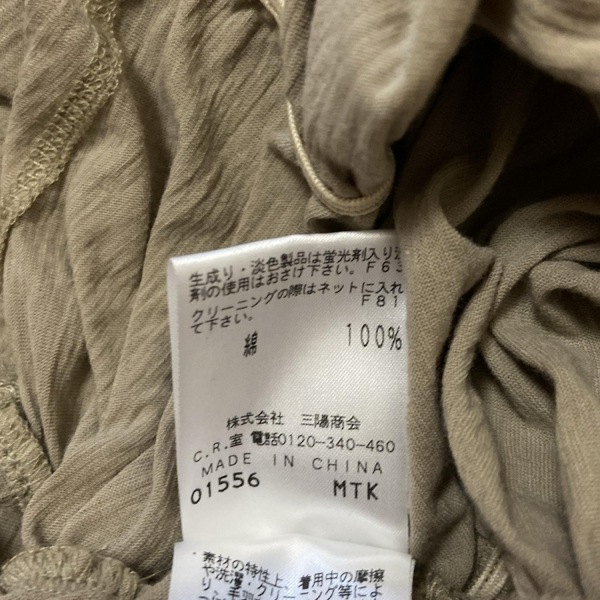 生成り・淡色製品は蛍光剤入り洗
剤の使用はおさけ下さい。F63
クリーニングの際はネットに入れ
て下さい。 F81
綿 100%
株式会社 三陽商会
C.R.室 電話0120-340-460
MADE IN CHINA
01556 MTK
・素材の特性上、着用中の摩擦
や洗濯・クリーニング等によ
り、毛羽